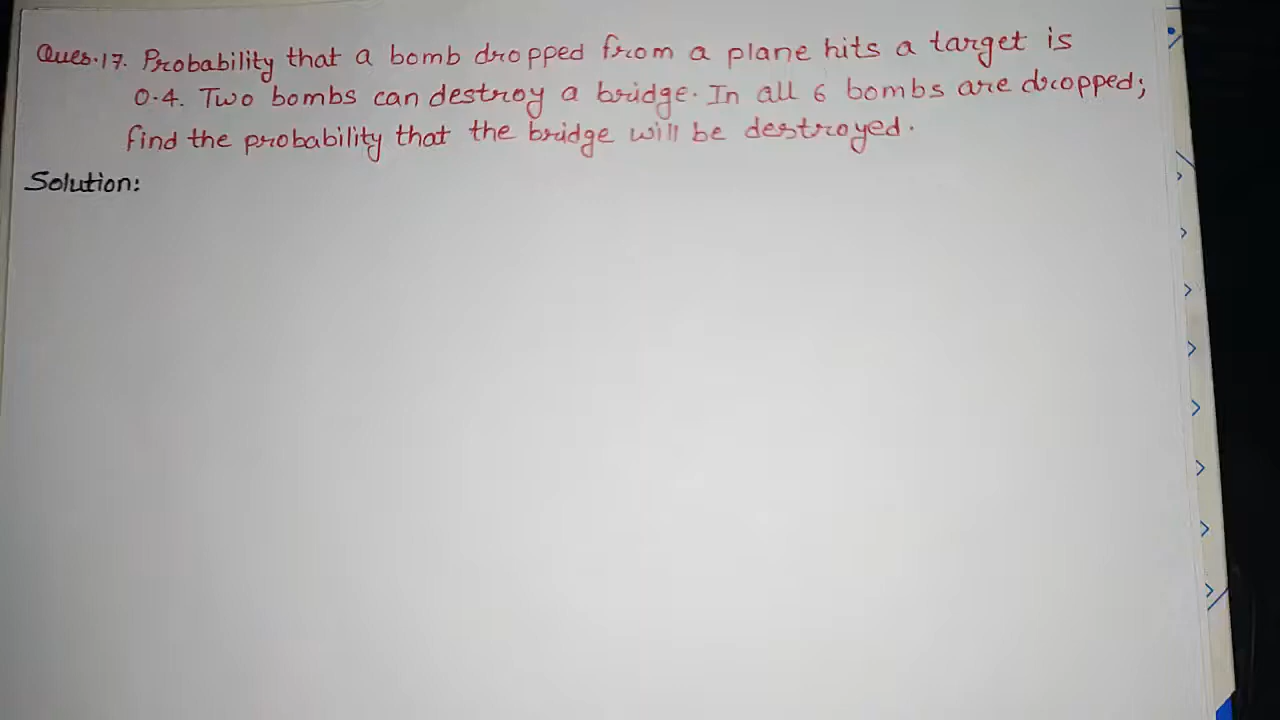 Ques.17. Probability that a bomb dropped from a plane hits a target is
0.4. Two bombs can destroy a bridge. In all 6 bombs are dropped;
find the probability that the bridge will be destroyed.
Solution: